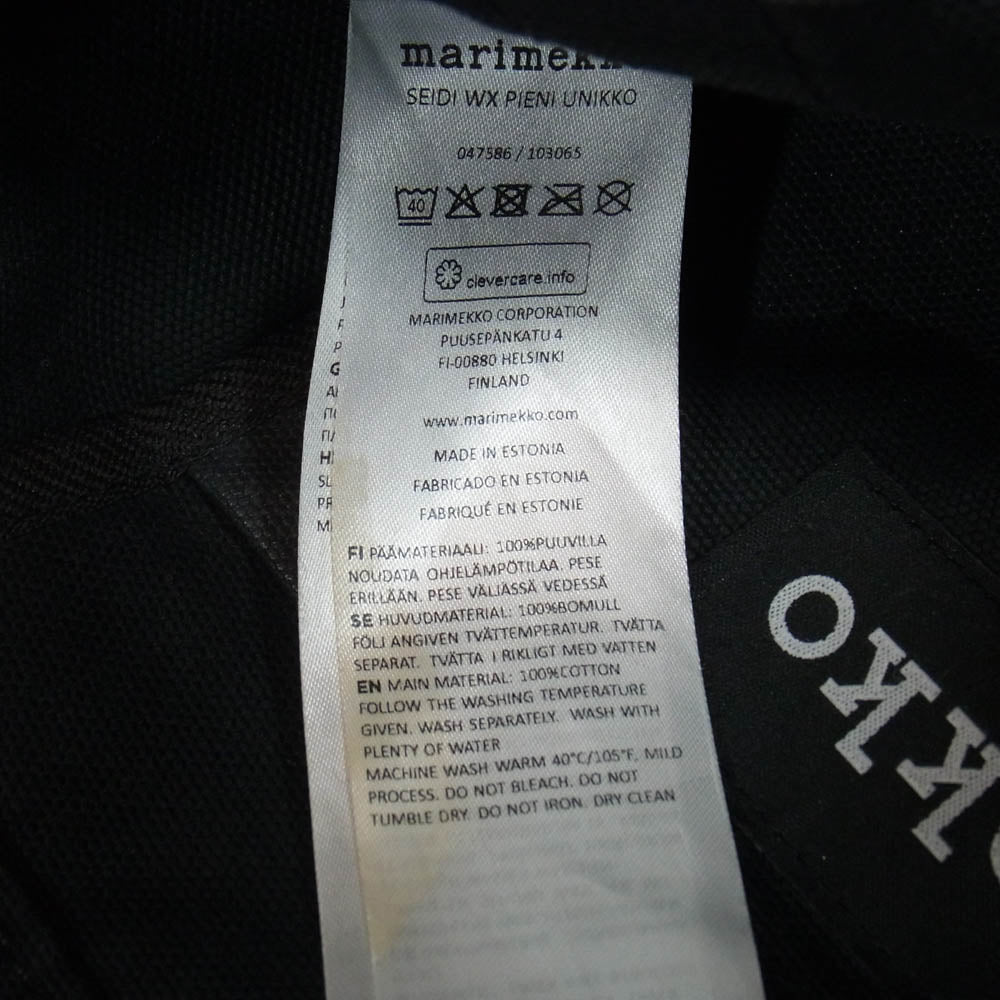 marimekko
SEIDI WX PIENI UNIKKO
047586 / 103065
40
clevercare.info
MARIMEKKO CORPORATION
PUUSEPÄNKATU 4
FI-00880 HELSINKI
FINLAND
www.marimekko.com
MADE IN ESTONIA
FABRICADO EN ESTONIA
FABRIQUÉ EN ESTONIE
FI PÄÄMATERIAALI: 100%PUUVILLA
NOUDATA OHJELÄMPÖTILAA. PESE
ERILLÄÄN. PESE VÄLJÄSSÄ VEDESSÄ
SE HUVUDMATERIAL: 100%BOMULL
FÖLJ ANGIVEN TVÄTTEMPERATUR. TVÄTTA
SEPARAT. TVÄTTA I RIKLIGT MED VATTEN
EN MAIN MATERIAL: 100%COTTON
FOLLOW THE WASHING TEMPERATURE
GIVEN. WASH SEPARATELY. WASH WITH
PLENTY OF WATER
MACHINE WASH WARM 40°C/105°F, MILD
PROCESS. DO NOT BLEACH. DO NOT
TUMBLE DRY. DO NOT IRON. DRY CLEAN
KKO